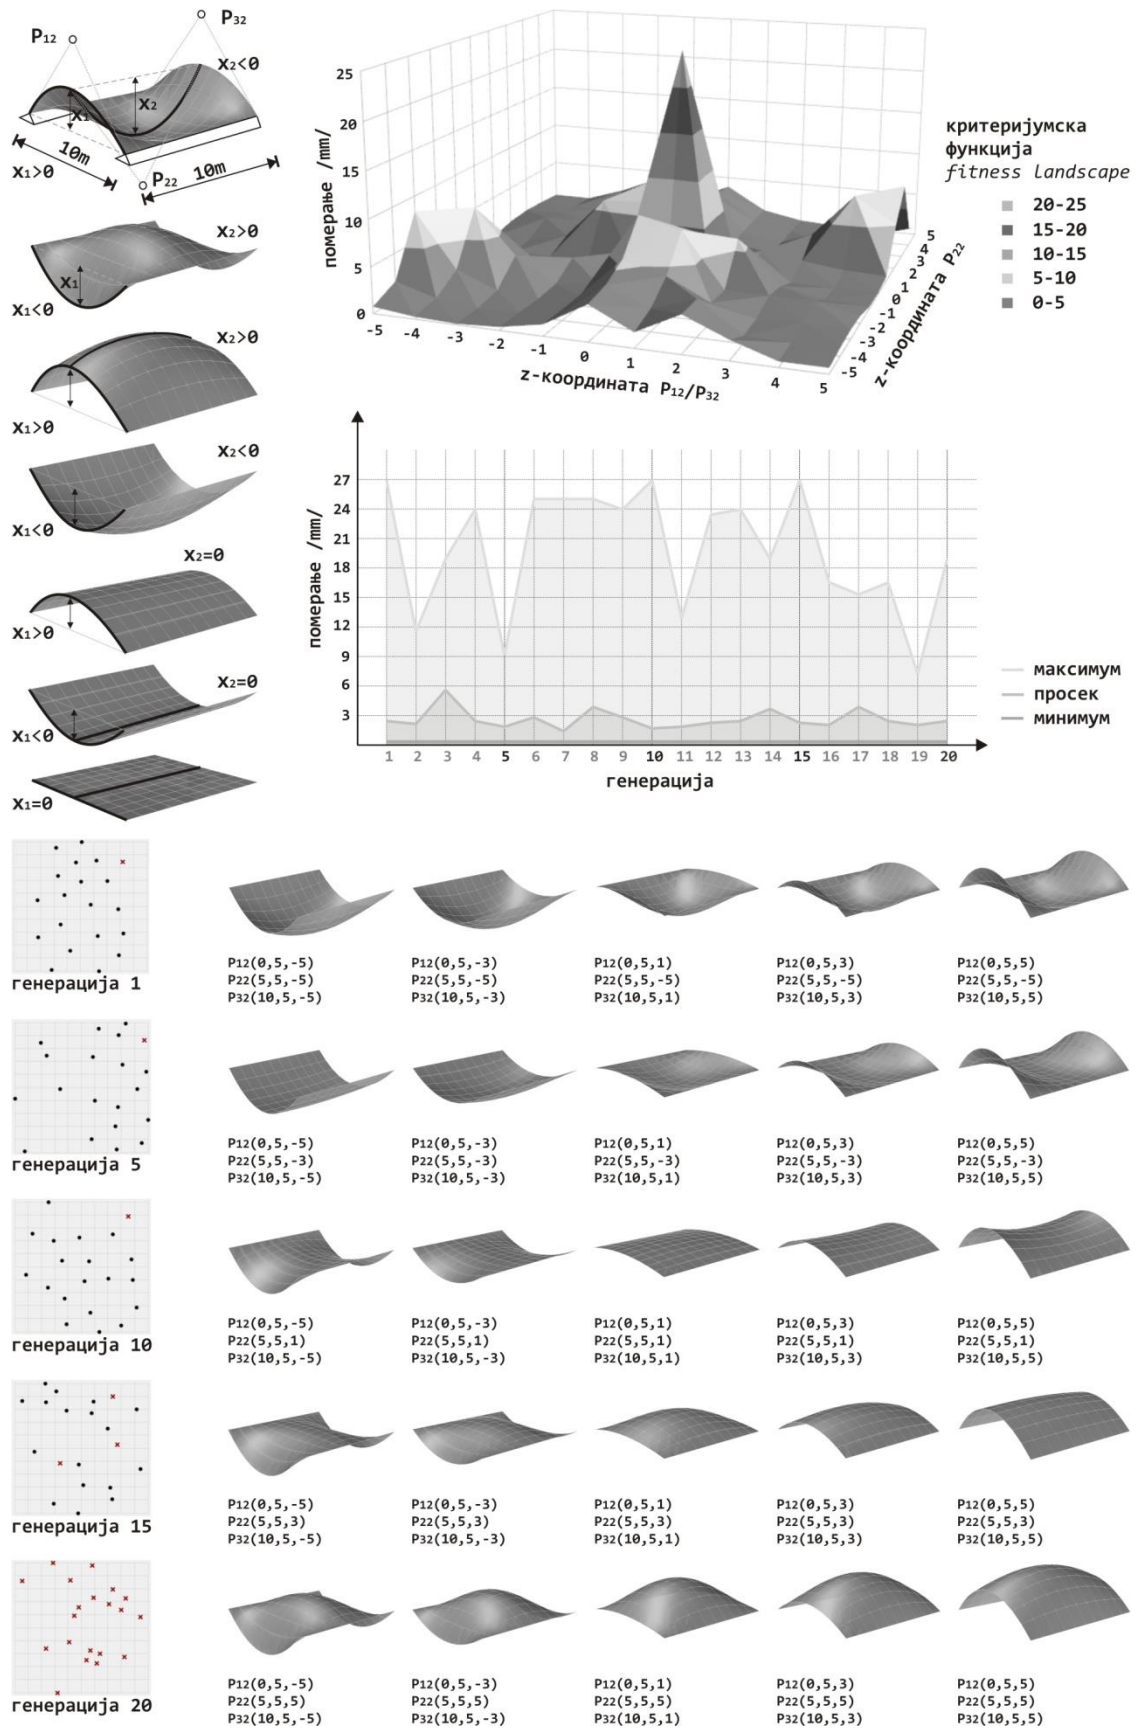 P32
P12
x2<0
x1
x2
10m
10m
x1>0
P22
x2>0
x1
x1<0
x2>0
x1>0
x2<0
x1<0
x2=0
x1>0
x2=0
x1<0
x1=0
померање /mm/
25
20
15
10
5
0
-5 -4 -3 -2 -1 0 1 2 3 4 5
z-координата P12/P32
5
4
3
2
1
-0
-1
-2
-3
-4
-5
z-координата P22
критеријумска
функција
fitness landscape
20-25
15-20
10-15
5-10
0-5
померање /mm/
27
24
21
18
15
12
9
6
3
1 2 3 4 5 6 7 8 9 10 11 12 13 14 15 16 17 18 19 20
генерација
максимум
просек
минимум
генерација 1
P12(0,5,-5) P12(0,5,-3) P12(0,5,1) P12(0,5,3) P12(0,5,5)
P22(5,5,-5) P22(5,5,-5) P22(5,5,-5) P22(5,5,-5) P22(5,5,-5)
P32(10,5,-5) P32(10,5,-3) P32(10,5,1) P32(10,5,3) P32(10,5,5)
генерација 5
P12(0,5,-5) P12(0,5,-3) P12(0,5,1) P12(0,5,3) P12(0,5,5)
P22(5,5,-3) P22(5,5,-3) P22(5,5,-3) P22(5,5,-3) P22(5,5,-3)
P32(10,5,-5) P32(10,5,-3) P32(10,5,1) P32(10,5,3) P32(10,5,5)
генерација 10
P12(0,5,-5) P12(0,5,-3) P12(0,5,1) P12(0,5,3) P12(0,5,5)
P22(5,5,1) P22(5,5,1) P22(5,5,1) P22(5,5,1) P22(5,5,1)
P32(10,5,-5) P32(10,5,-3) P32(10,5,1) P32(10,5,3) P32(10,5,5)
генерација 15
P12(0,5,-5) P12(0,5,-3) P12(0,5,1) P12(0,5,3) P12(0,5,5)
P22(5,5,3) P22(5,5,3) P22(5,5,3) P22(5,5,3) P22(5,5,3)
P32(10,5,-5) P32(10,5,-3) P32(10,5,1) P32(10,5,3) P32(10,5,5)
генерација 20
P12(0,5,-5) P12(0,5,-3) P12(0,5,1) P12(0,5,3) P12(0,5,5)
P22(5,5,5) P22(5,5,5) P22(5,5,5) P22(5,5,5) P22(5,5,5)
P32(10,5,-5) P32(10,5,-3) P32(10,5,1) P32(10,5,3) P32(10,5,5)